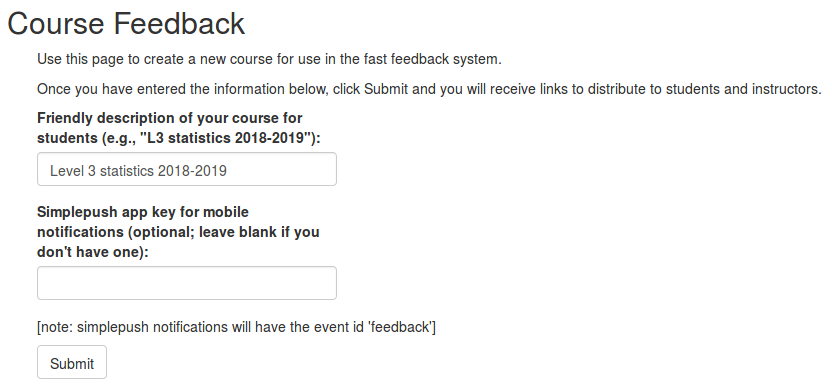 Course Feedback
Use this page to create a new course for use in the fast feedback system.
Once you have entered the information below, click Submit and you will receive links to distribute to students and instructors.
Friendly description of your course for
students (e.g., "L3 statistics 2018-2019"):
Level 3 statistics 2018-2019
Simplepush app key for mobile
notifications (optional; leave blank if you
don't have one):
[note: simplepush notifications will have the event id 'feedback']
Submit